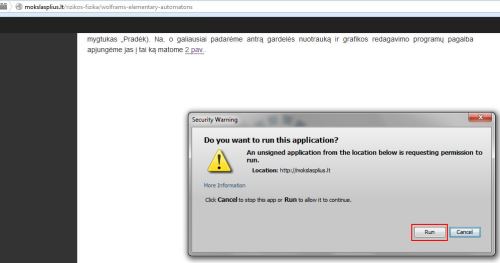 mokslasplius.lt/rizikos-fizika/wolframs-elementary-automatons
mygtukas „Pradėk). Na, o galiausiai padarėme antrą gardelės nuotrauką ir grafikos redagavimo programų pagalba
apjungėme jas į tai ką matome 2 pav.
Security Warning
Do you want to run this application?
An unsigned application from the location below is requesting permission to
run.
Location: http://mokslasplius.lt
More Information
Click Cancel to stop this app or Run to allow it to continue.
Run
Cancel